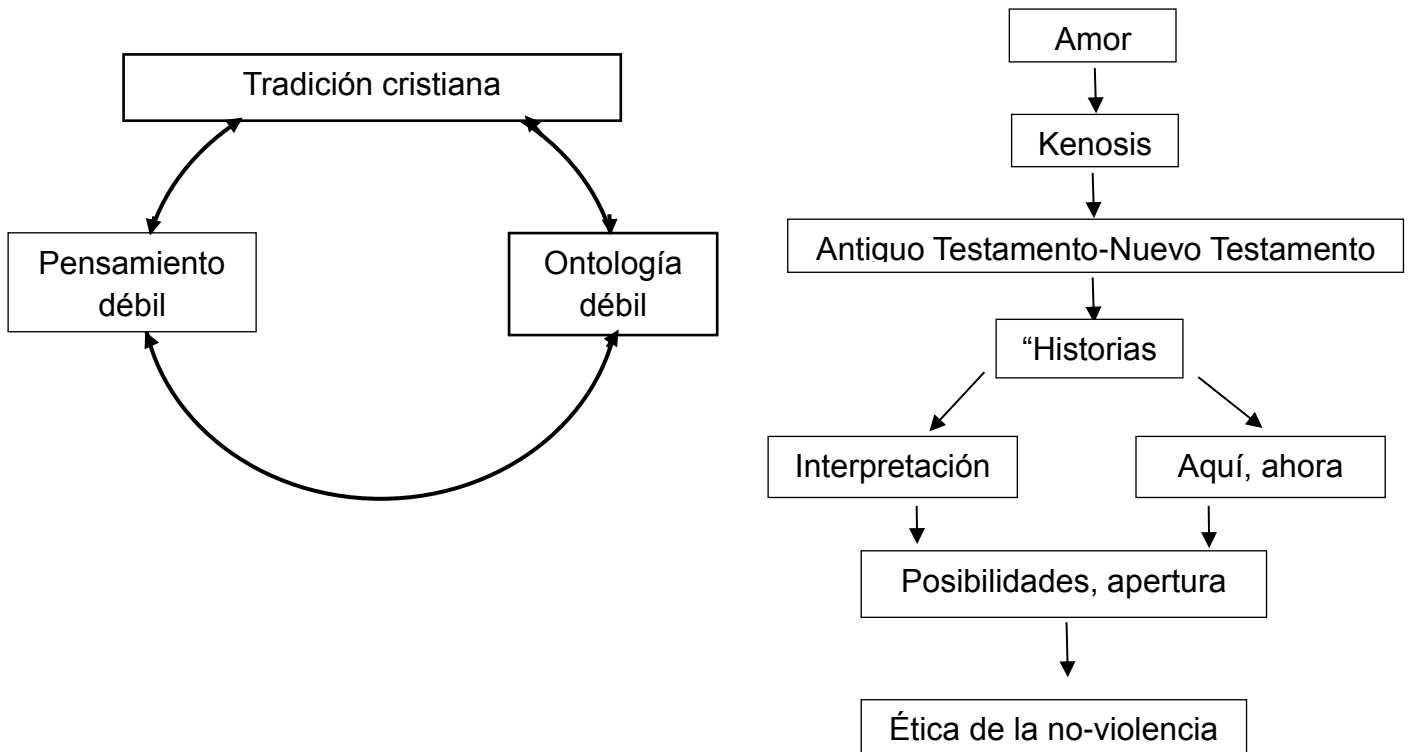 Tradición cristiana
Pensamiento
débil
Ontología
débil
Amor
Kenosis
Antiguo Testamento-Nuevo Testamento
“Historias
Interpretación
Aquí, ahora
Posibilidades, apertura
Ética de la no-violencia